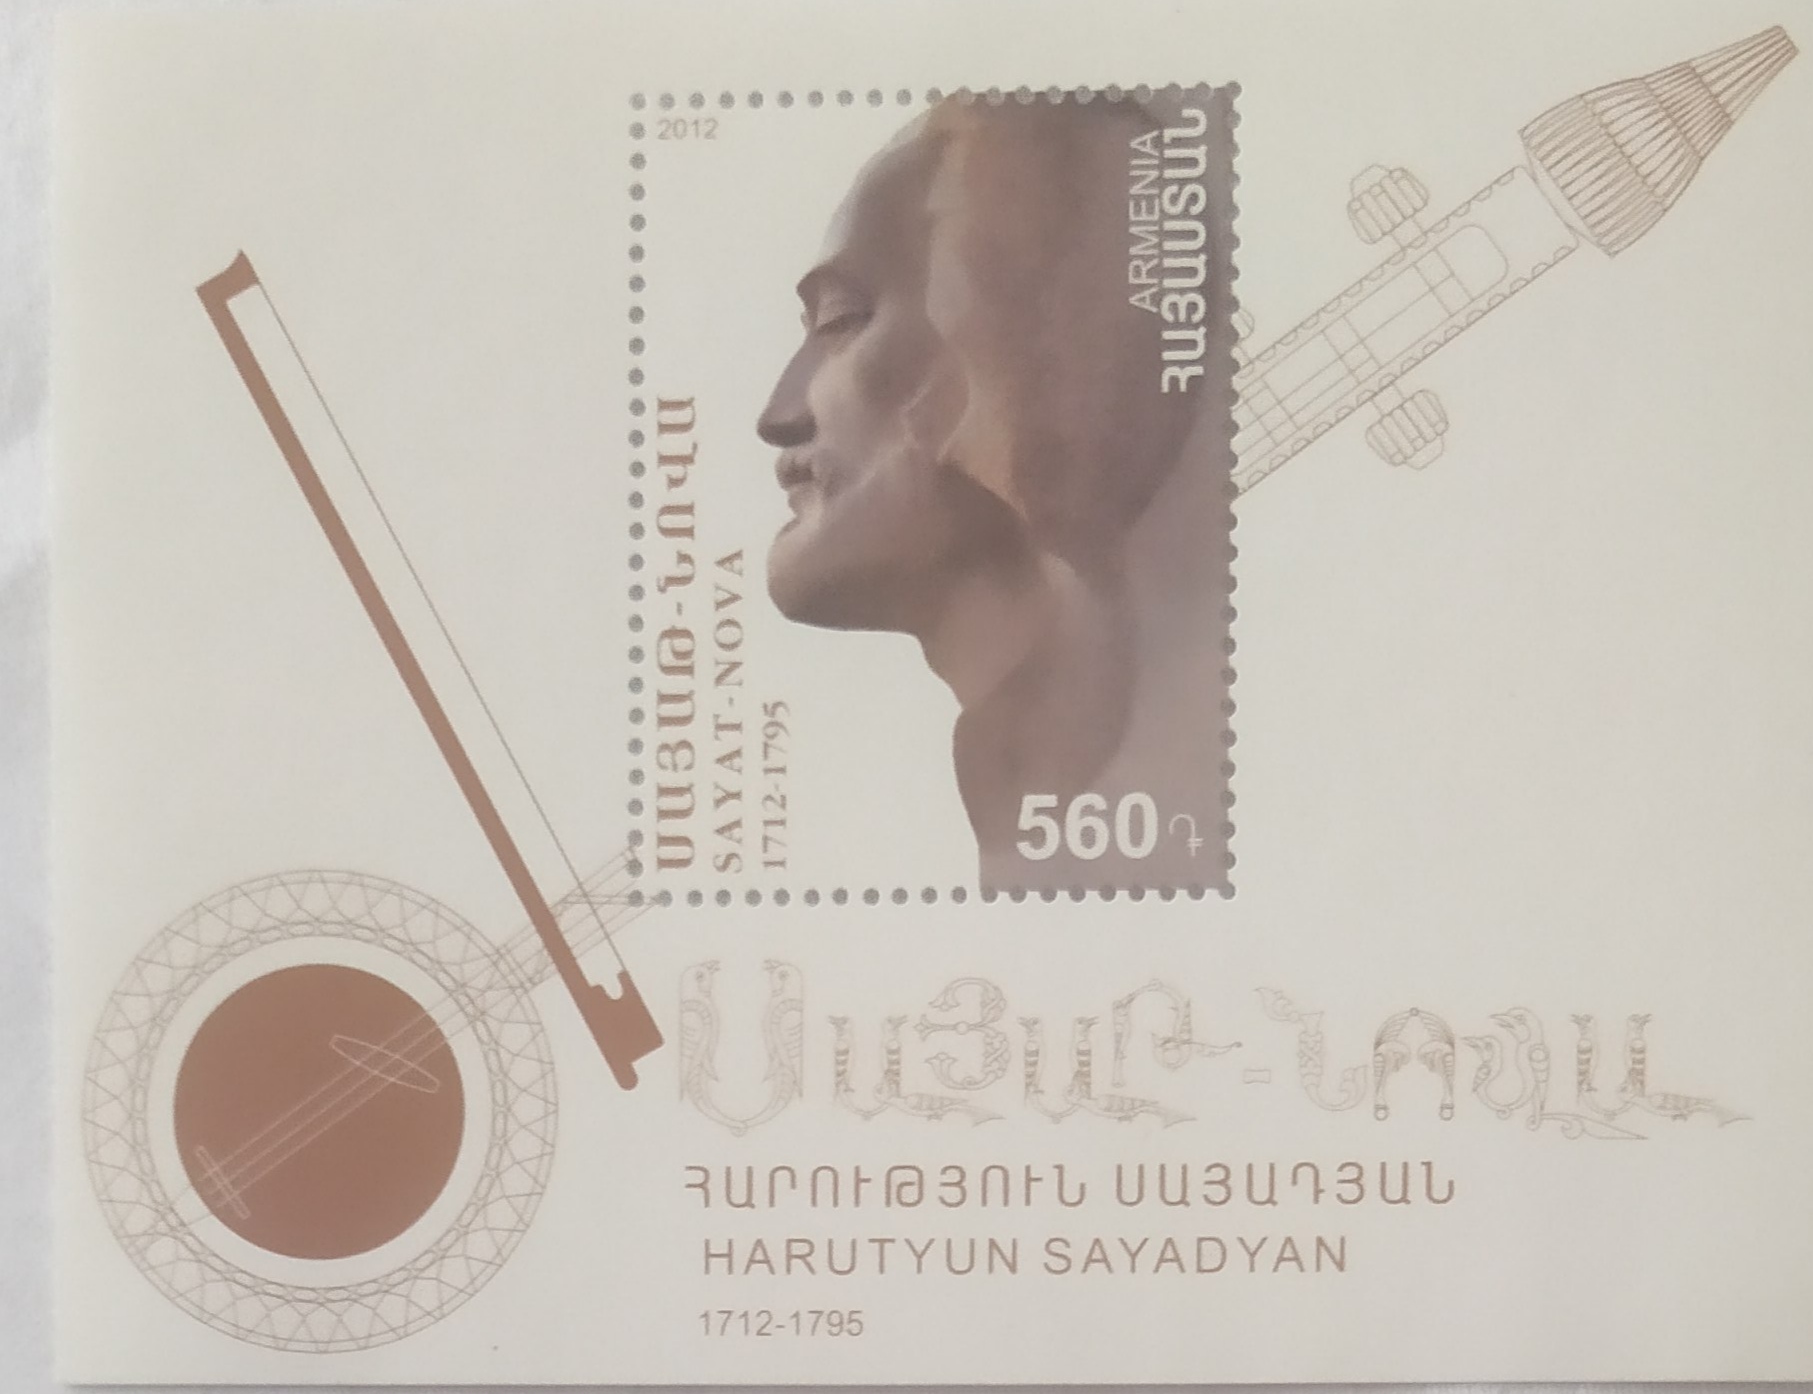 2012
ARMENIA
ՀԱՅԱՍՏԱՆ
ՍԱՅԱԹ-ՆՈՎԱ
SAYAT-NOVA
1712-1795
560 ֏
ՍԱՅԱԹ-ՆՈՎԱ
ՀԱՐՈՒԹՅՈՒՆ ՍԱՅԱԴՅԱՆ
HARUTYUN SAYADYAN
1712-1795